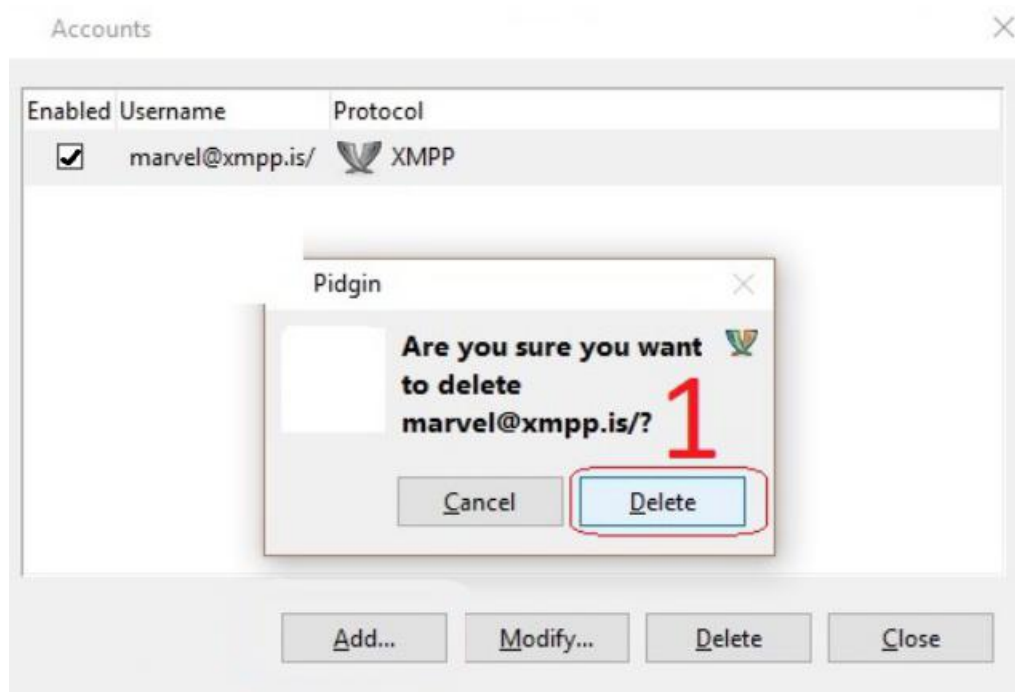 Accounts
Enabled Username Protocol
marvel@xmpp.is/ XMPP
Pidgin
Are you sure you want
to delete
marvel@xmpp.is/?
1
Cancel Delete
Add... Modify... Delete Close